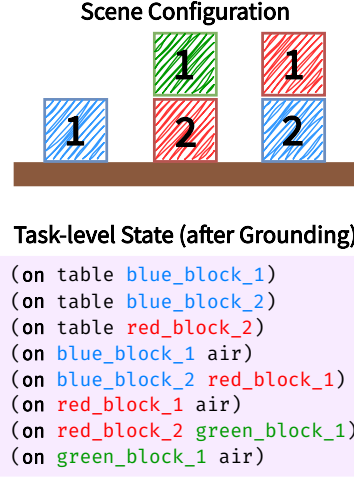 Scene Configuration
1 1
1 2 2
Task-level State (after Grounding)
(on table blue_block_1)
(on table blue_block_2)
(on table red_block_2)
(on blue_block_1 air)
(on blue_block_2 red_block_1)
(on red_block_1 air)
(on red_block_2 green_block_1)
(on green_block_1 air)